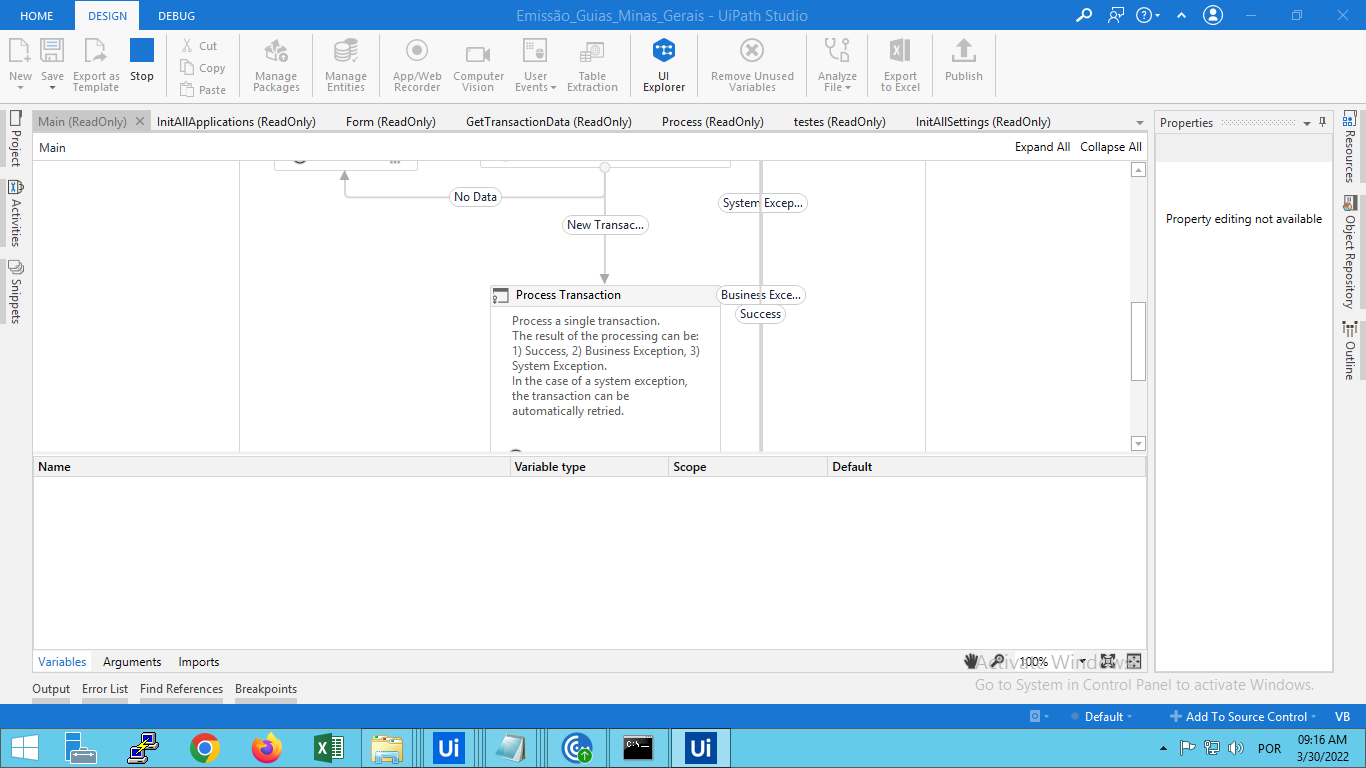 HOME DESIGN DEBUG Emissão_Guias_Minas_Gerais - UiPath Studio
New Save Export as Template Stop
Cut
Copy
Paste
Manage Packages
Manage Entities
App/Web Recorder
Computer Vision
User Events
Table Extraction
UI Explorer
Remove Unused Variables
Analyze File
Export to Excel
Publish
Main (ReadOnly) InitAllApplications (ReadOnly) Form (ReadOnly) GetTransactionData (ReadOnly) Process (ReadOnly) testes (ReadOnly) InitAllSettings (ReadOnly)
Main Expand All Collapse All
Project
Activities
Snippets
No Data
System Excep...
New Transac...
Process Transaction
Business Exce...
Success
Process a single transaction.
The result of the processing can be:
1) Success, 2) Business Exception, 3)
System Exception.
In the case of a system exception,
the transaction can be
automatically retried.
Properties
Property editing not available
Resources
Object Repository
Outline
Name Variable type Scope Default
Variables Arguments Imports 100%
Activate Windows
Go to System in Control Panel to activate Windows.
Output Error List Find References Breakpoints
Default Add To Source Control VB
Ui Ui POR 09:16 AM
3/30/2022